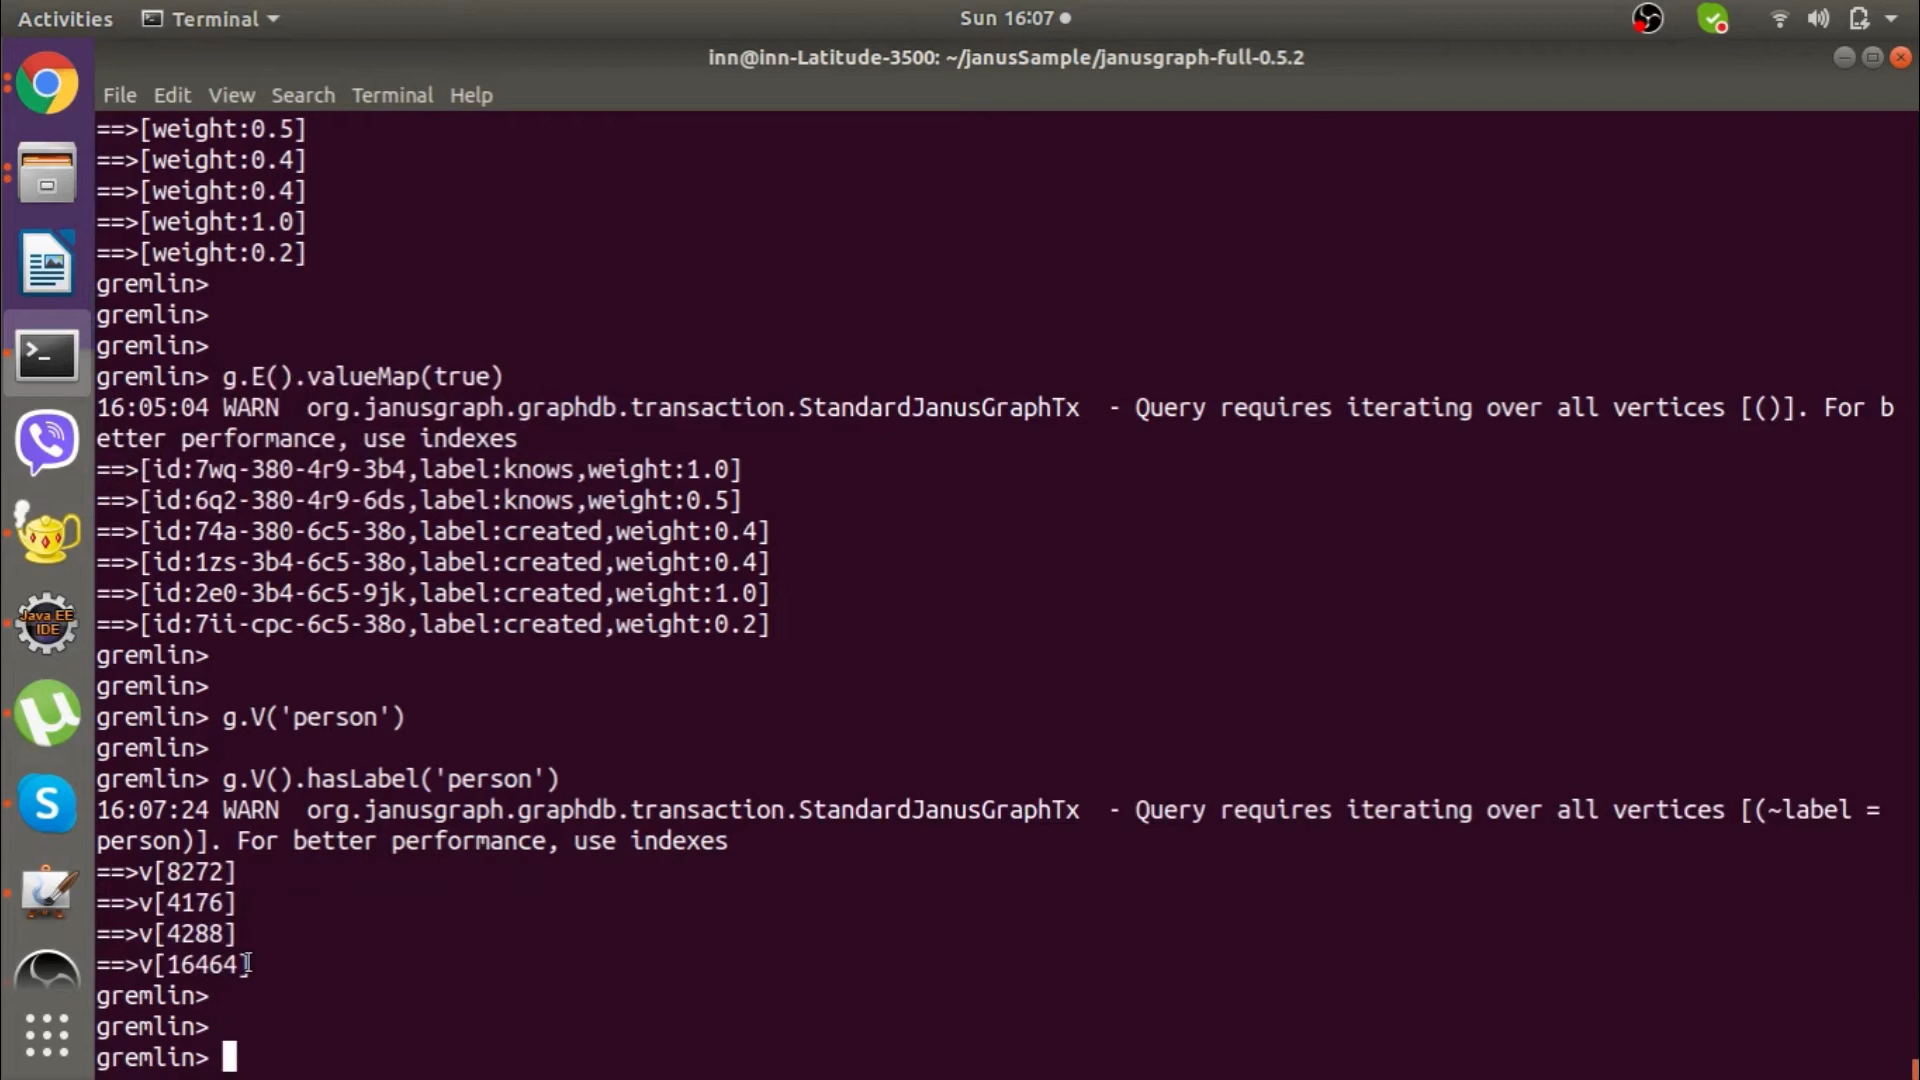 Activities Terminal Sun 16:07
inn@inn-Latitude-3500: ~/janusSample/janusgraph-full-0.5.2
File Edit View Search Terminal Help
==>[weight:0.5]
==>[weight:0.4]
==>[weight:0.4]
==>[weight:1.0]
==>[weight:0.2]
gremlin>
gremlin>
gremlin>
gremlin> g.E().valueMap(true)
16:05:04 WARN  org.janusgraph.graphdb.transaction.StandardJanusGraphTx  - Query requires iterating over all vertices [()]. For b
etter performance, use indexes
==>[id:7wq-380-4r9-3b4,label:knows,weight:1.0]
==>[id:6q2-380-4r9-6ds,label:knows,weight:0.5]
==>[id:74a-380-6c5-38o,label:created,weight:0.4]
==>[id:1zs-3b4-6c5-38o,label:created,weight:0.4]
==>[id:2e0-3b4-6c5-9jk,label:created,weight:1.0]
==>[id:7ii-cpc-6c5-38o,label:created,weight:0.2]
gremlin>
gremlin>
gremlin> g.V('person')
gremlin>
gremlin> g.V().hasLabel('person')
16:07:24 WARN  org.janusgraph.graphdb.transaction.StandardJanusGraphTx  - Query requires iterating over all vertices [(~label =
person)]. For better performance, use indexes
==>v[8272]
==>v[4176]
==>v[4288]
==>v[16464]
gremlin>
gremlin>
gremlin>
Java EE
IDE
S